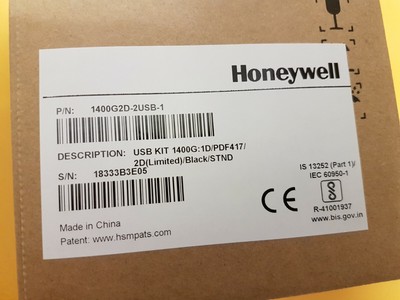 Honeywell
P/N: 1400G2D-2USB-1
DESCRIPTION: USB KIT 1400G:1D/PDF417/
2D(Limited)/Black/STND
S/N: 18333B3E05
IS 13252 (Part 1)/
IEC 60950-1
CE
R-41001937
www.bis.gov.in
Made in China
Patent: www.hsmpats.com